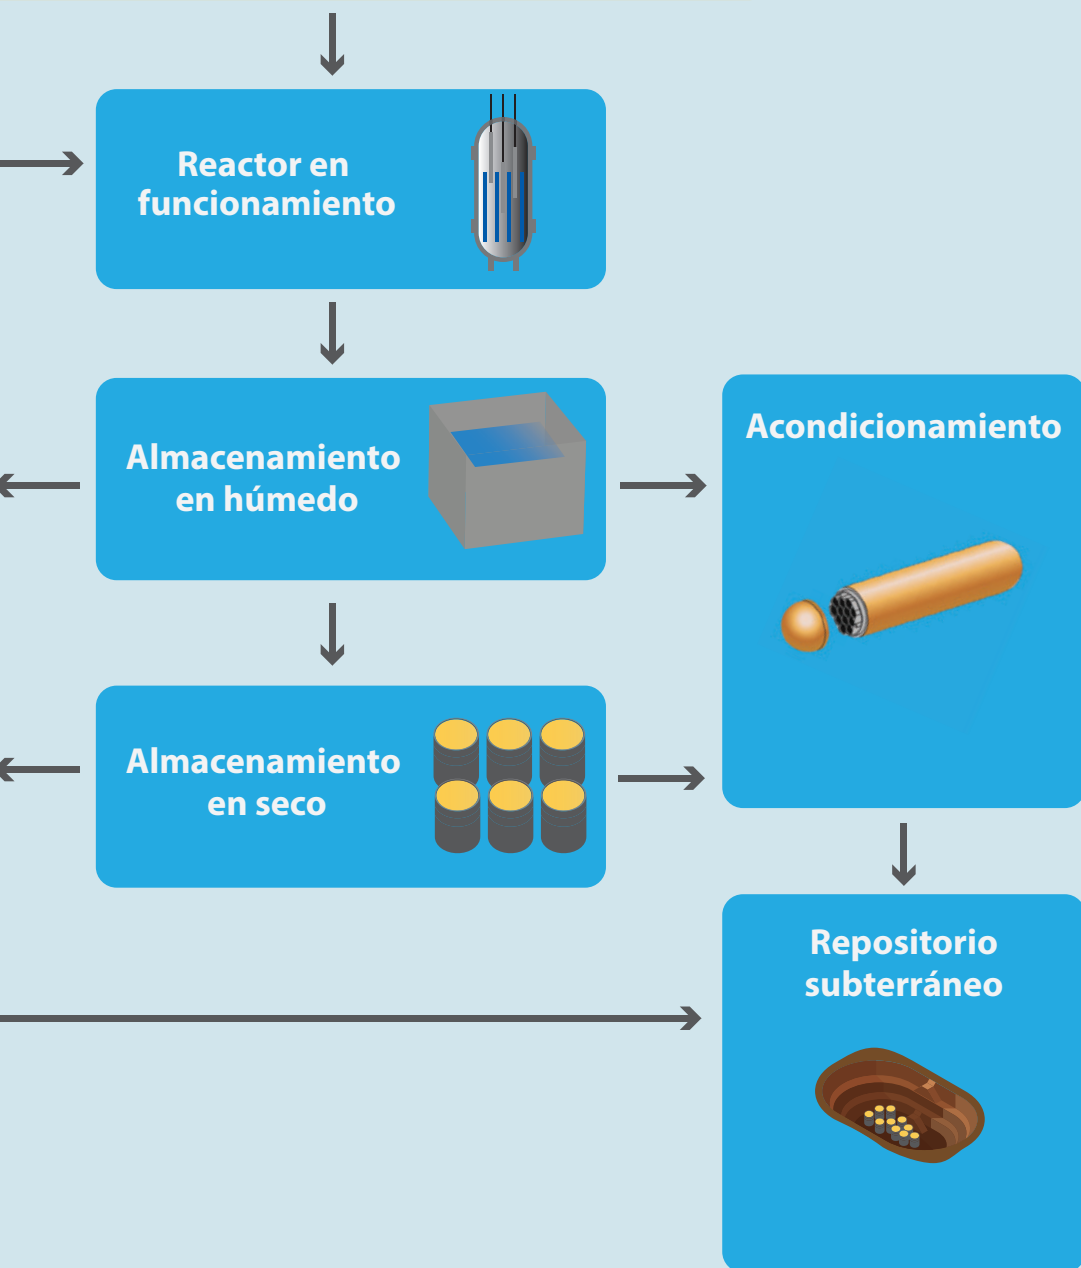 Reactor en
funcionamiento
Almacenamiento
en húmedo
Acondicionamiento
Almacenamiento
en seco
Repositorio
subterráneo